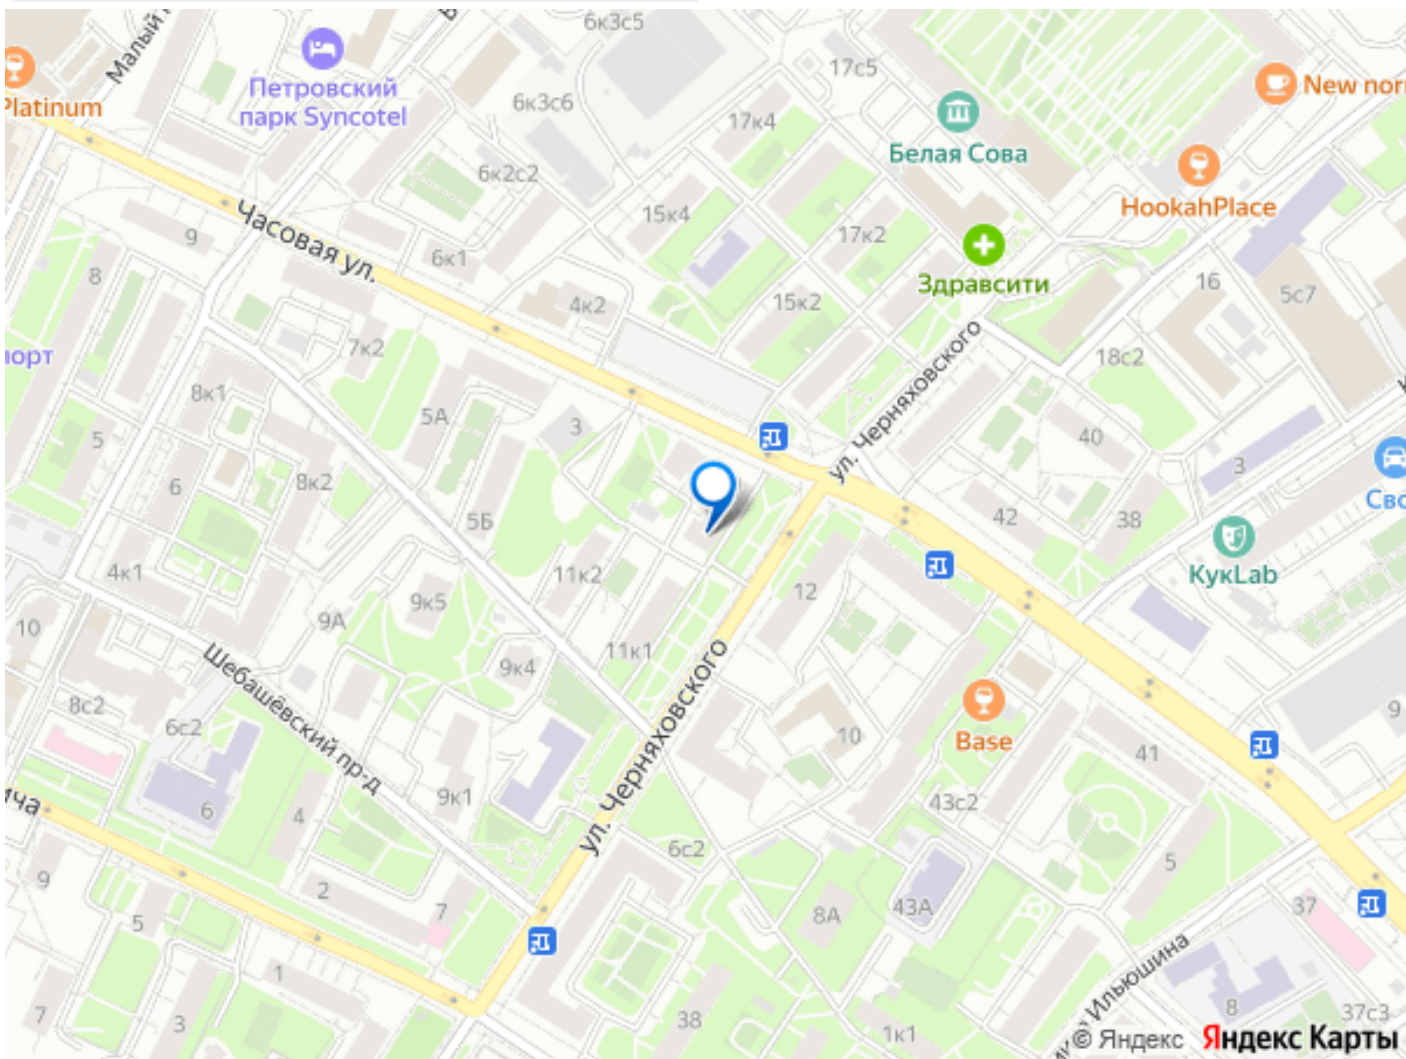 6к3с5
Малый
Петровский
парк Syncotel
Platinum
17с5
New nor
6к3с6
17к4
Белая Сова
6к2с2
HookahPlace
15к4
17к2
9
Часовая ул.
6к1
Здравсити
16
8
5с7
4к2
15к2
7к2
порт
18с2
ул. Черняховского
8к1
5А
3
5
40
8к2
3
Сво
6
5Б
42
38
КукLab
4к1
11к2
9к5
12
10
9А
11к1
Шебашёвский пр-д
9к4
ул. Черняховского
8с2
6с2
10
Base
9
41
ича
6
4
9к1
43с2
6с2
5
9
2
7
5
8А
43А
37
1
Ильюшина
7
3
38
1к1
8
37с3
© Яндекс Яндекс Карты